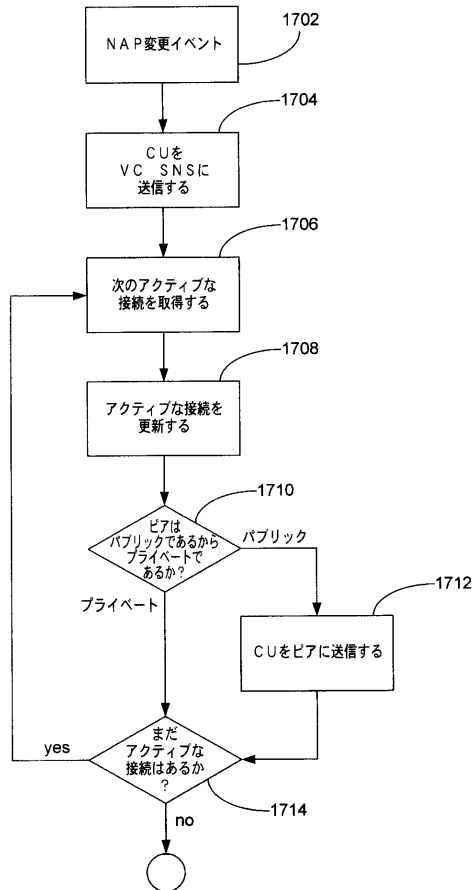 1702
NAP変更イベント
1704
CUを
VC SNSに
送信する
1706
次のアクティブな
接続を取得する
1708
アクティブな接続を
更新する
1710
ピアは
パブリックであるから
プライベートで
あるか?
パブリック
プライベート
1712
CUをピアに送信する
まだ
アクティブな
接続はあるか
?
yes
1714
no